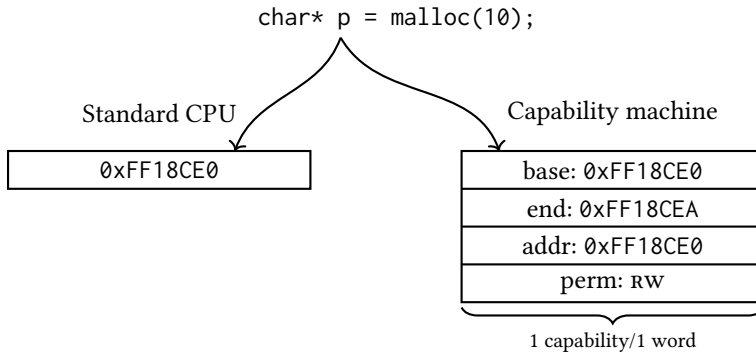 char* p = malloc(10);
Standard CPU
0xFF18CE0
Capability machine
base: 0xFF18CE0
end: 0xFF18CEA
addr: 0xFF18CE0
perm: RW
1 capability/1 word